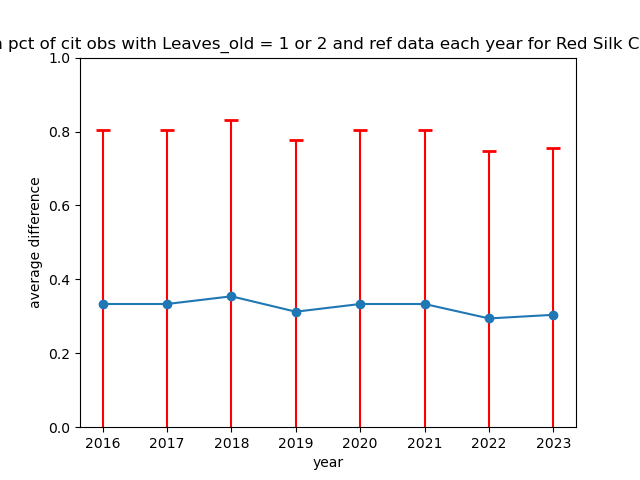 pct of cit obs with Leaves_old = 1 or 2 and ref data each year for Red Silk C
1.0
0.8
0.6
0.4
0.2
0.0
average difference
2016 2017 2018 2019 2020 2021 2022 2023
year